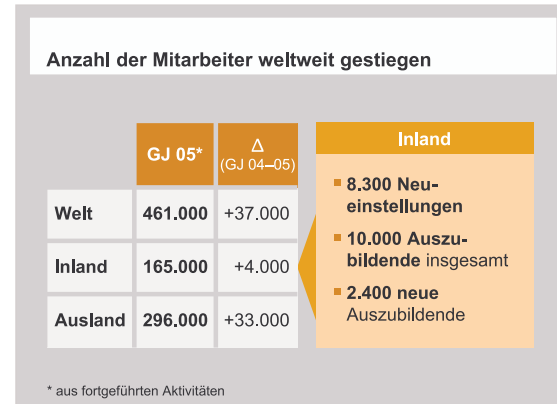 Anzahl der Mitarbeiter weltweit gestiegen
GJ 05*
Δ
(GJ 04–05)
Welt 461.000 +37.000
Inland 165.000 +4.000
Ausland 296.000 +33.000
Inland
8.300 Neu-
einstellungen
10.000 Auszu-
bildende insgesamt
2.400 neue
Auszubildende
* aus fortgeführten Aktivitäten